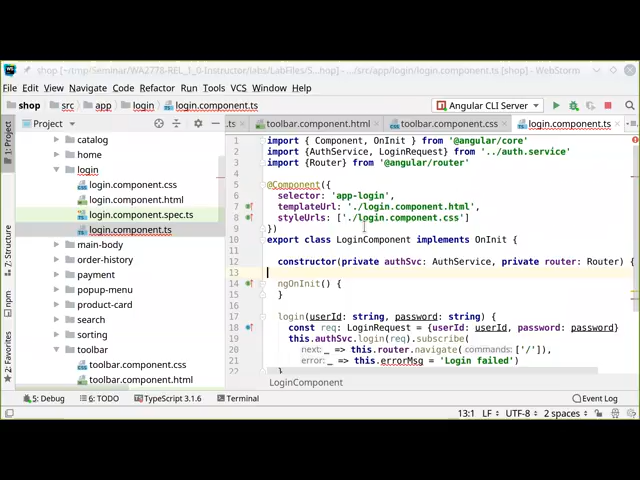 shop [~/tmp/Seminar/WA2778-REL_1_0-Instructor/labs/LabFiles/S...hop] - .../src/app/login/login.component.ts [shop] - WebStorm
File Edit View Navigate Code Refactor Run Tools VCS Window Help
shop src app login login.component.ts Angular CLI Server
Project .ts toolbar.component.html toolbar.component.css login.component.ts
1: Project
7: Structure
npm
2: Favorites
catalog
home
login
login.component.css
login.component.html
login.component.spec.ts
login.component.ts
main-body
order-history
payment
popup-menu
product-card
search
sorting
toolbar
toolbar.component.css
toolbar.component.html
1 import { Component, OnInit } from '@angular/core'
2 import {AuthService, LoginRequest} from '../auth.service'
3 import {Router} from '@angular/router'
4
5 @Component({
6 selector: 'app-login',
7 templateUrl: './login.component.html',
8 styleUrls: ['./login.component.css']
9 })
10 export class LoginComponent implements OnInit {
11
12 constructor(private authSvc: AuthService, private router: Router) {
13
14 ngOnInit() {
15 }
16
17 login(userId: string, password: string) {
18 const req: LoginRequest = {userId: userId, password: password}
19 this.authSvc.login(req).subscribe(
20 next: _ => this.router.navigate( commands: ['/']),
21 error: _ => this.errorMsg = 'Login failed')
22 }
LoginComponent
5: Debug 6: TODO TypeScript 3.1.6 Terminal Event Log
13:1 LF UTF-8 2 spaces